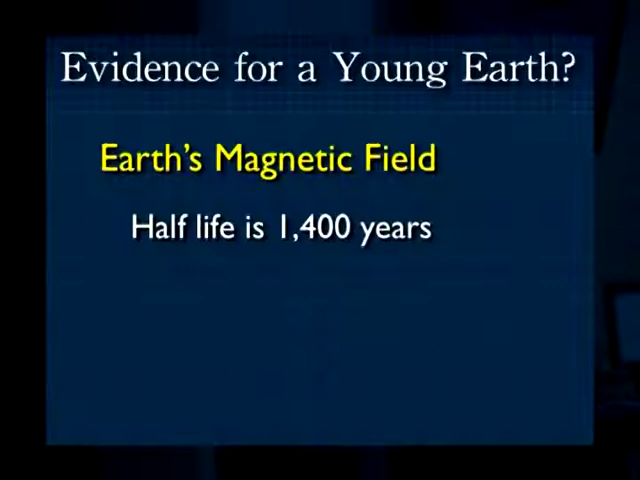 Evidence for a Young Earth?
Earth's Magnetic Field
Half life is 1,400 years